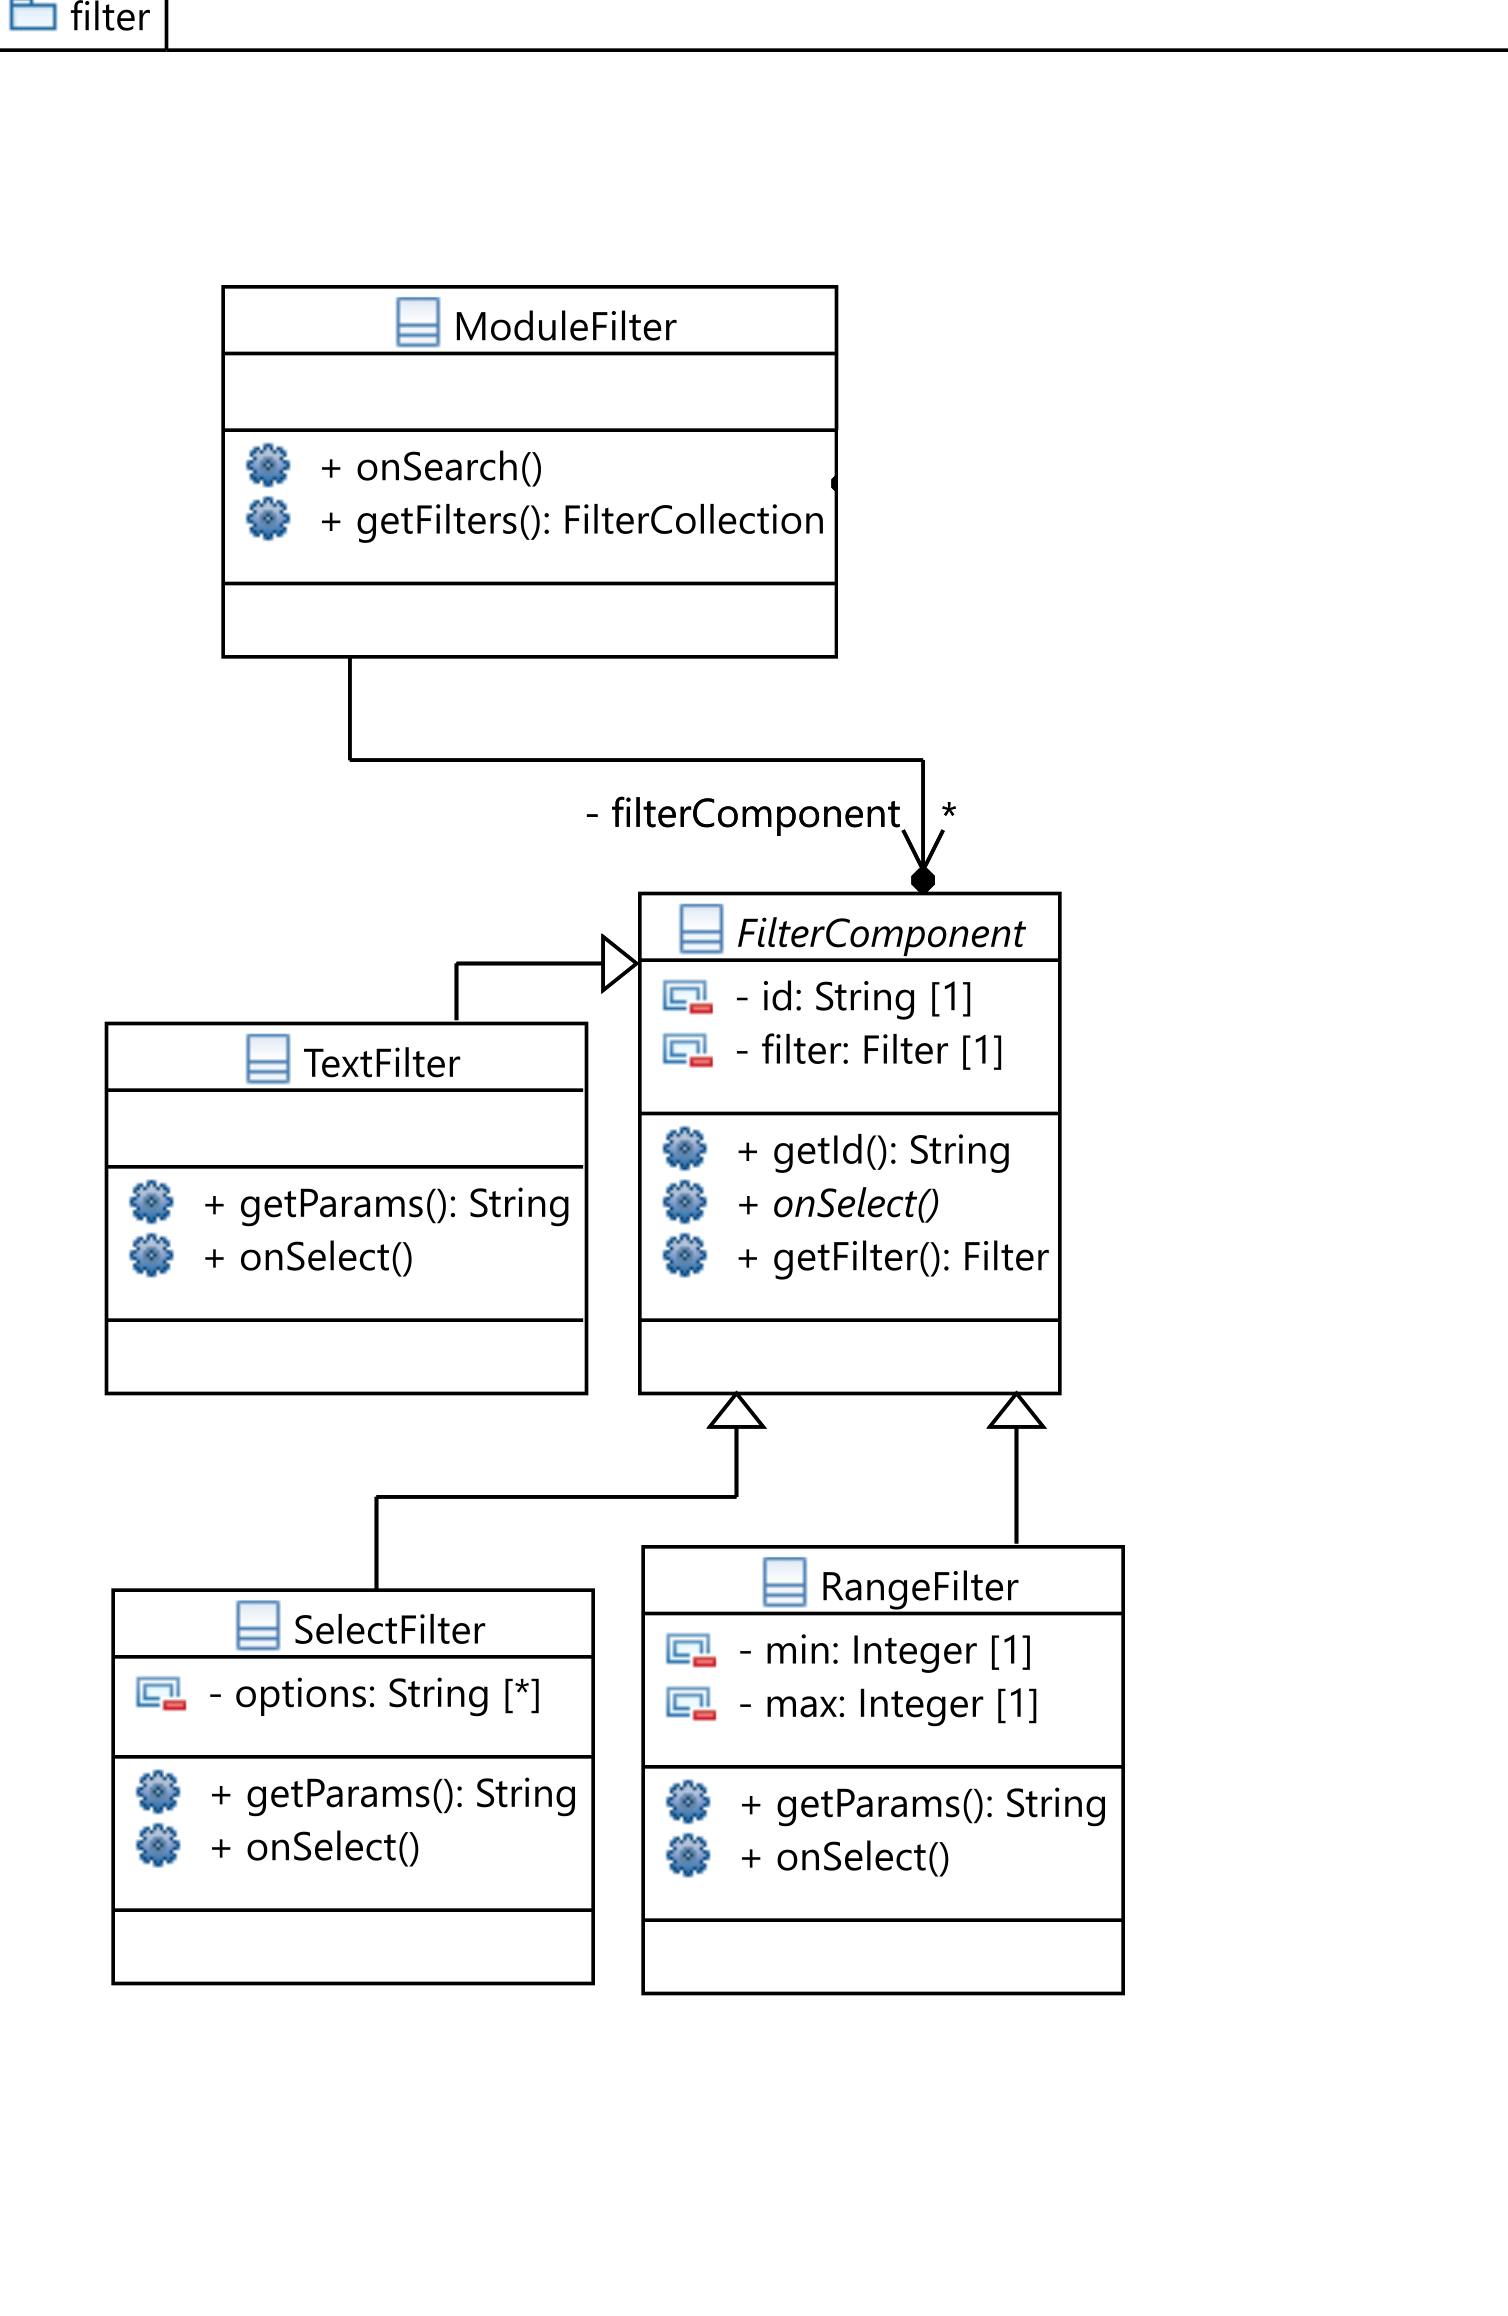 filter
ModuleFilter
+ onSearch()
+ getFilters(): FilterCollection
- filterComponent
*
FilterComponent
- id: String [1]
- filter: Filter [1]
+ getId(): String
+ onSelect()
+ getFilter(): Filter
TextFilter
+ getParams(): String
+ onSelect()
SelectFilter
- options: String [*]
+ getParams(): String
+ onSelect()
RangeFilter
- min: Integer [1]
- max: Integer [1]
+ getParams(): String
+ onSelect()